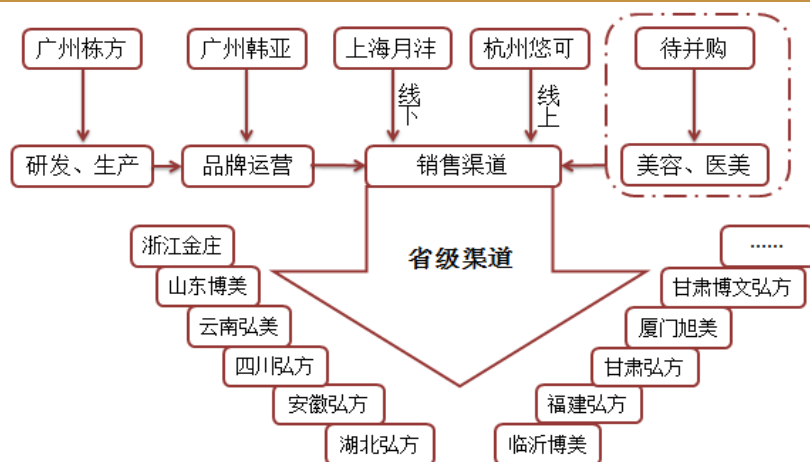 广州栋方
广州韩亚
上海月沣
杭州悠可
待并购
线下
线上
研发、生产
品牌运营
销售渠道
美容、医美
省级渠道
浙江金庄
山东博美
云南弘美
四川弘方
安徽弘方
湖北弘方
......
甘肃博文弘方
厦门旭美
甘肃弘方
福建弘方
临沂博美